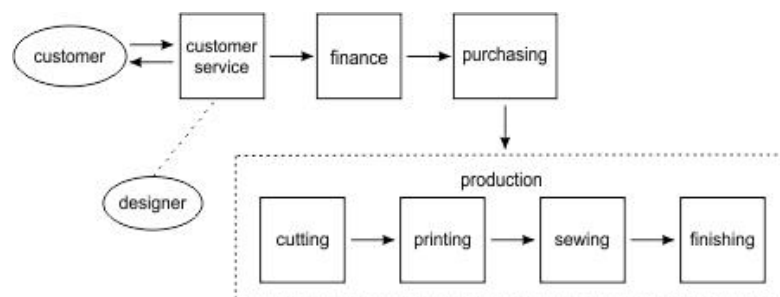 customer
customer
service
finance
purchasing
designer
production
cutting
printing
sewing
finishing